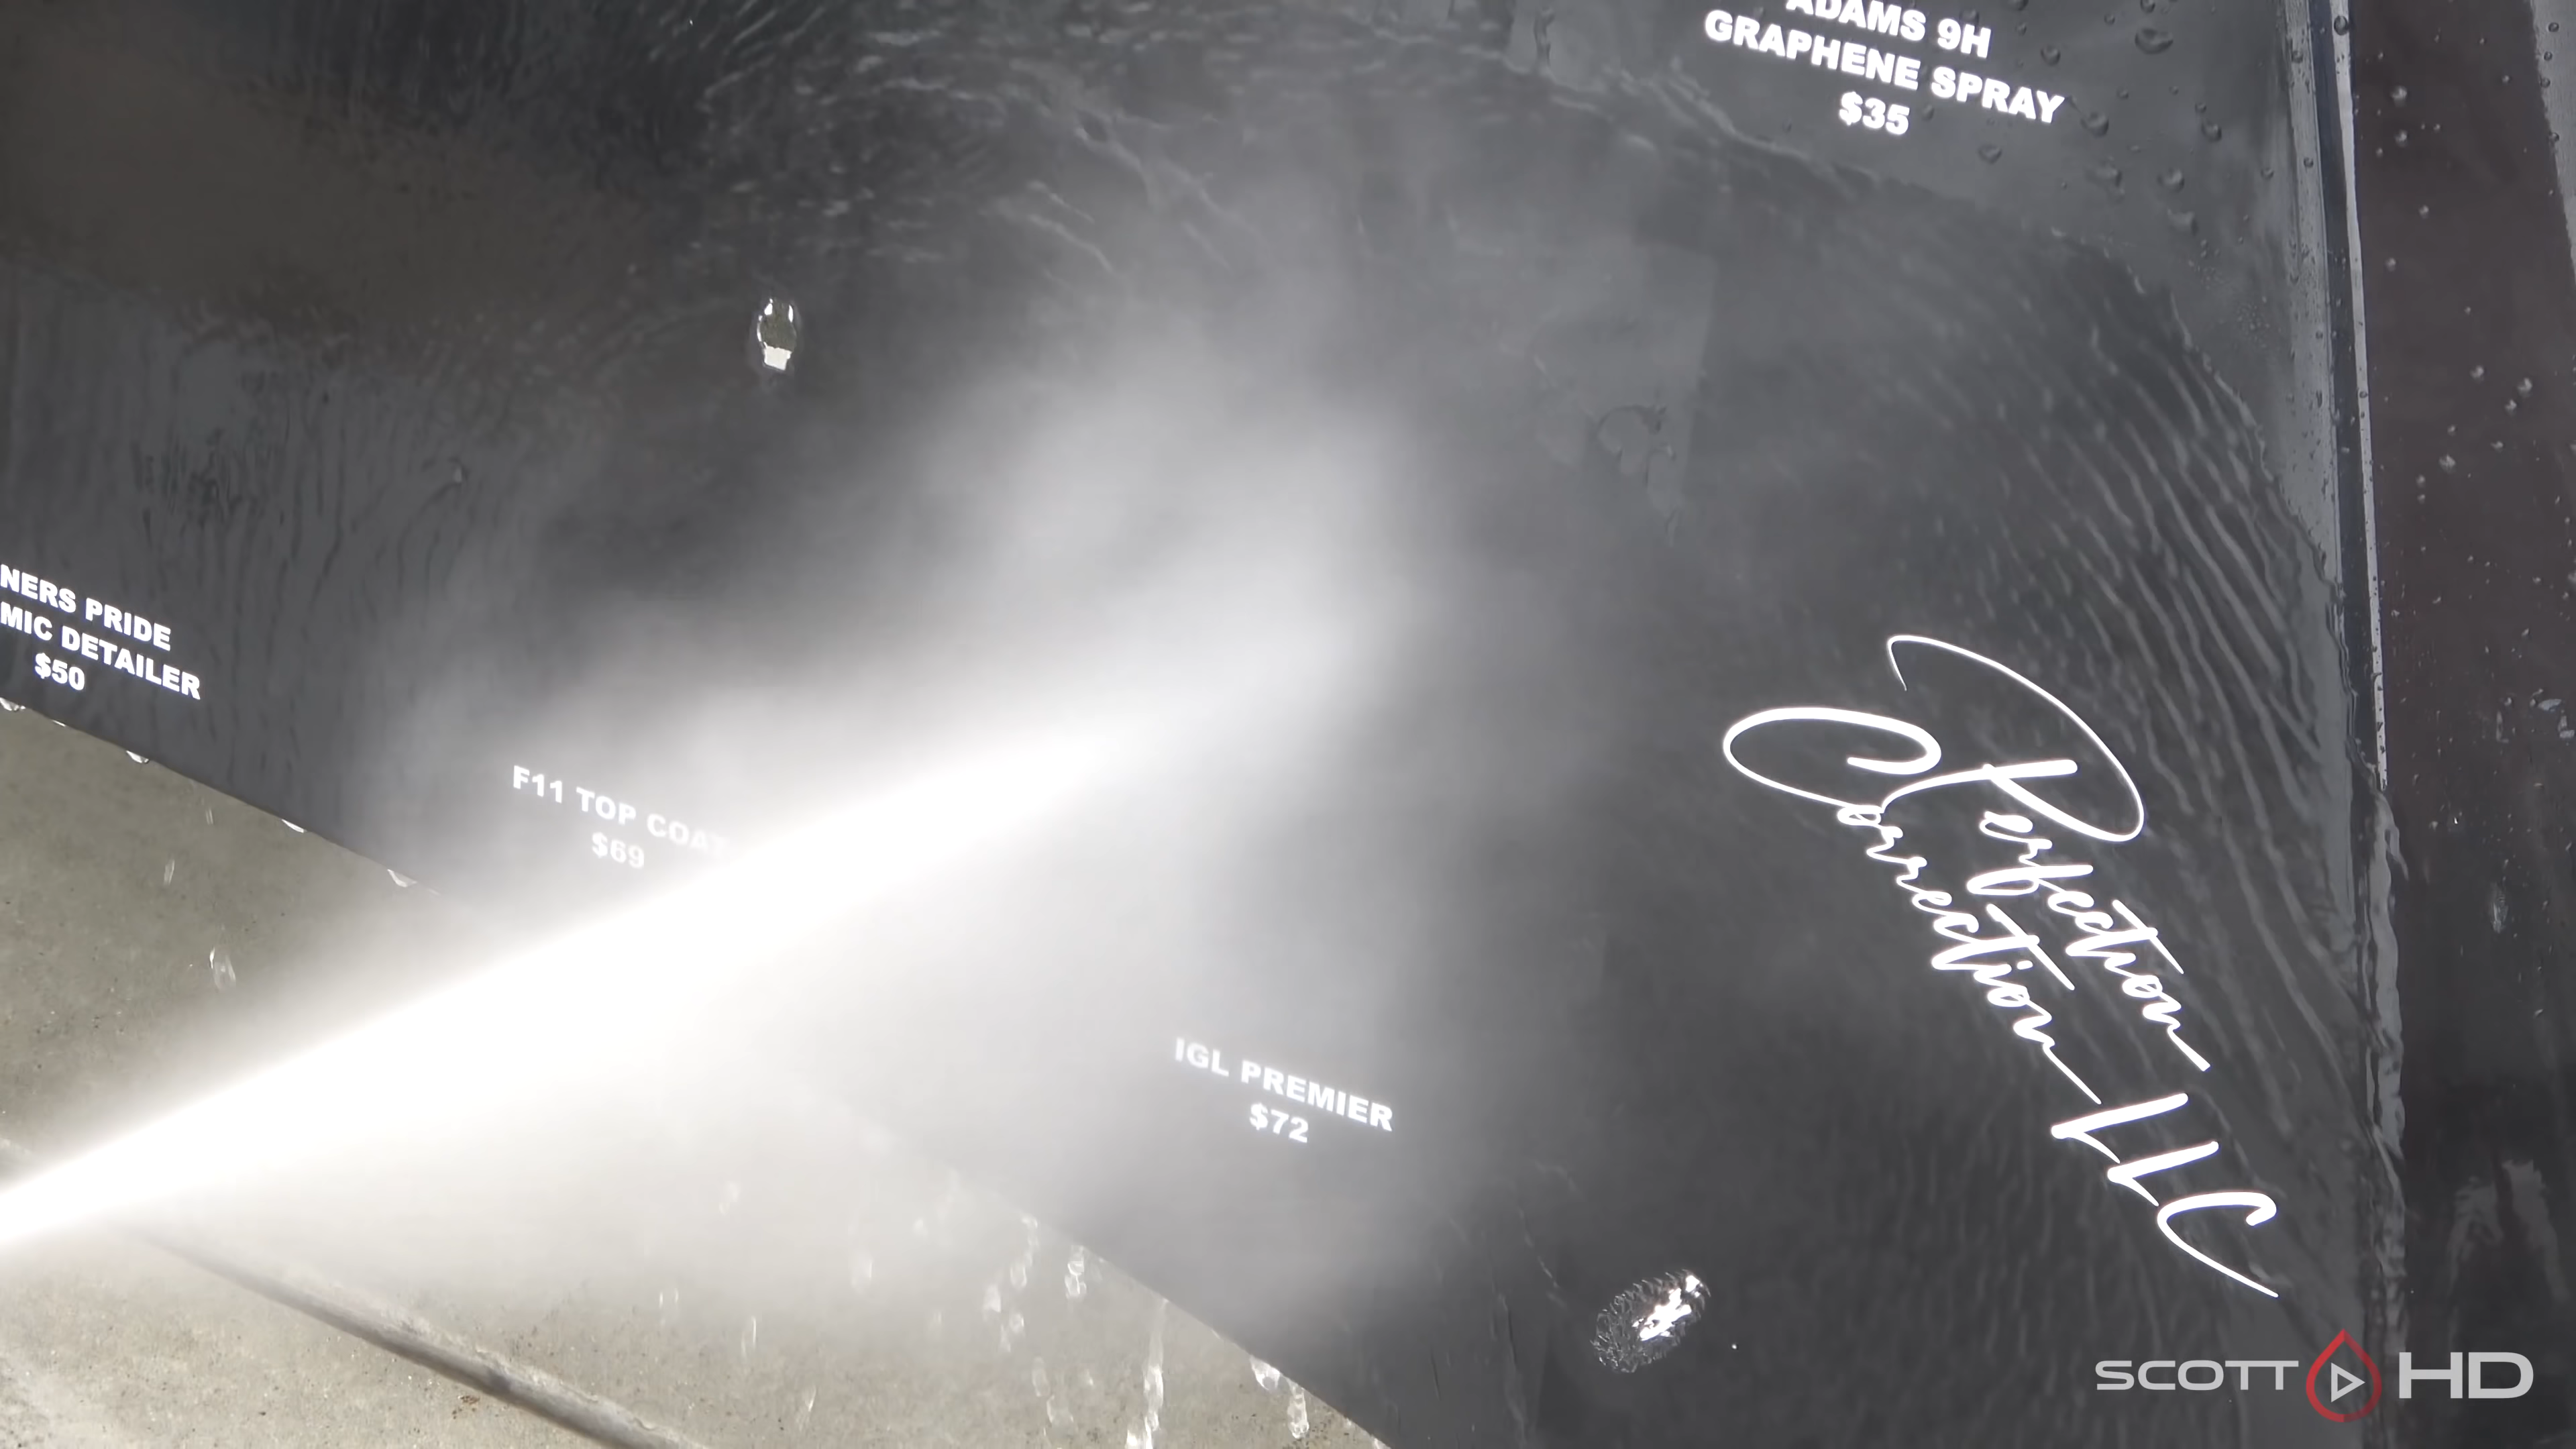 ADAMS 9H
GRAPHENE SPRAY
$35
NERS PRIDE
MIC DETAILER
$50
F11 TOP COAT
$69
IGL PREMIER
$72
Perfection
Correction LLC
SCOTT HD